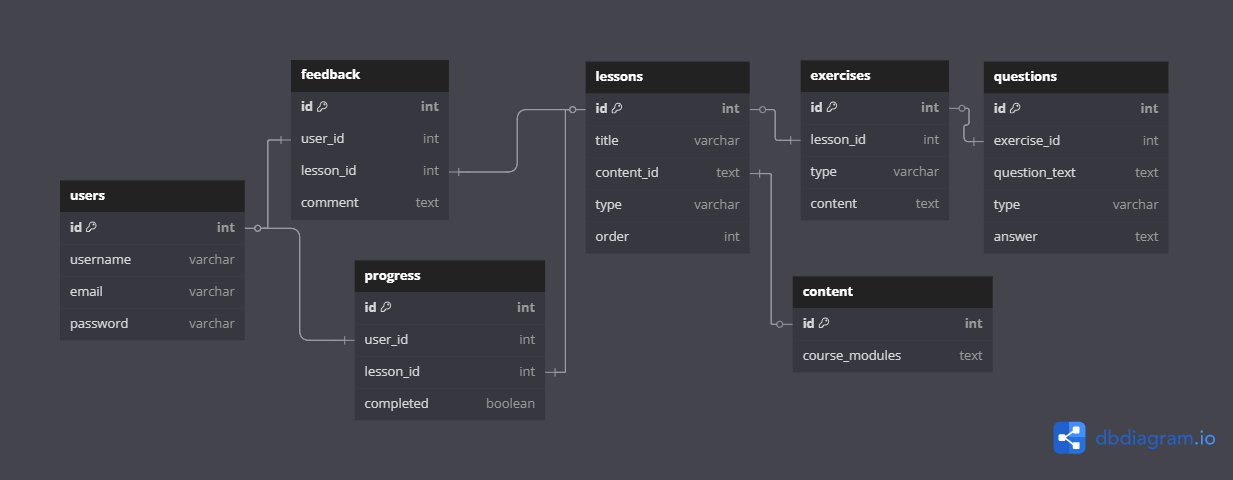 feedback
id int
user_id int
lesson_id int
comment text
lessons
id int
title varchar
content_id text
type varchar
order int
exercises
id int
lesson_id int
type varchar
content text
questions
id int
exercise_id int
question_text text
type varchar
answer text
users
id int
username varchar
email varchar
password varchar
progress
id int
user_id int
lesson_id int
completed boolean
content
id int
course_modules text
dbdiagram.io